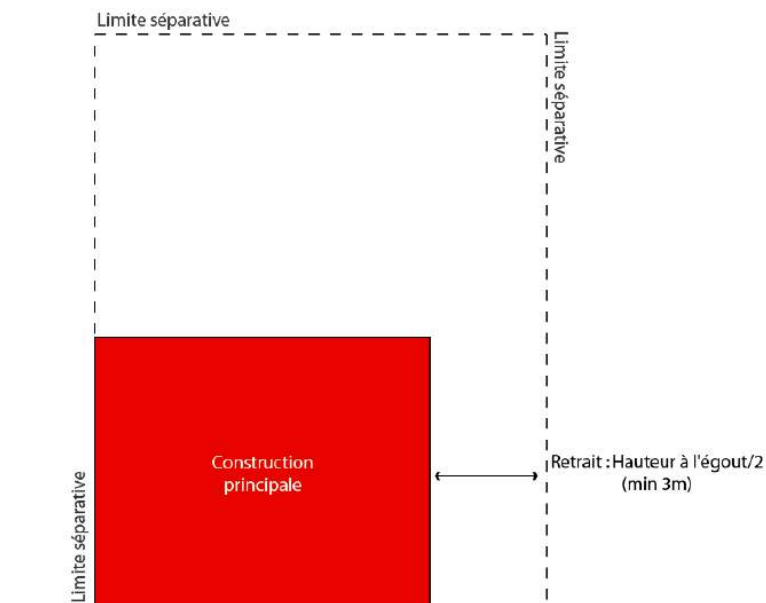 Limite séparative
Limite séparative
Construction
principale
Retrait : Hauteur à l'égout/2
(min 3m)
Limite séparative